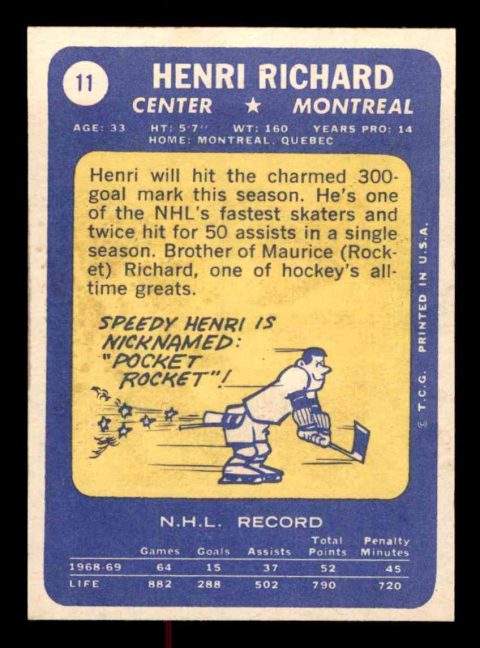 11
HENRI RICHARD
CENTER ★ MONTREAL
AGE: 33 HT: 5'7" WT: 160 YEARS PRO: 14
HOME: MONTREAL, QUEBEC
Henri will hit the charmed 300-
goal mark this season. He's one
of the NHL's fastest skaters and
twice hit for 50 assists in a single
season. Brother of Maurice (Rock-
et) Richard, one of hockey's all-
time greats.
SPEEDY HENRI IS
NICKNAMED:
"POCKET
ROCKET"!
© T.C.G. PRINTED IN U.S.A.
N.H.L. RECORD
Games Goals Assists Total Points Penalty Minutes
1968-69 64 15 37 52 45
LIFE 882 288 502 790 720